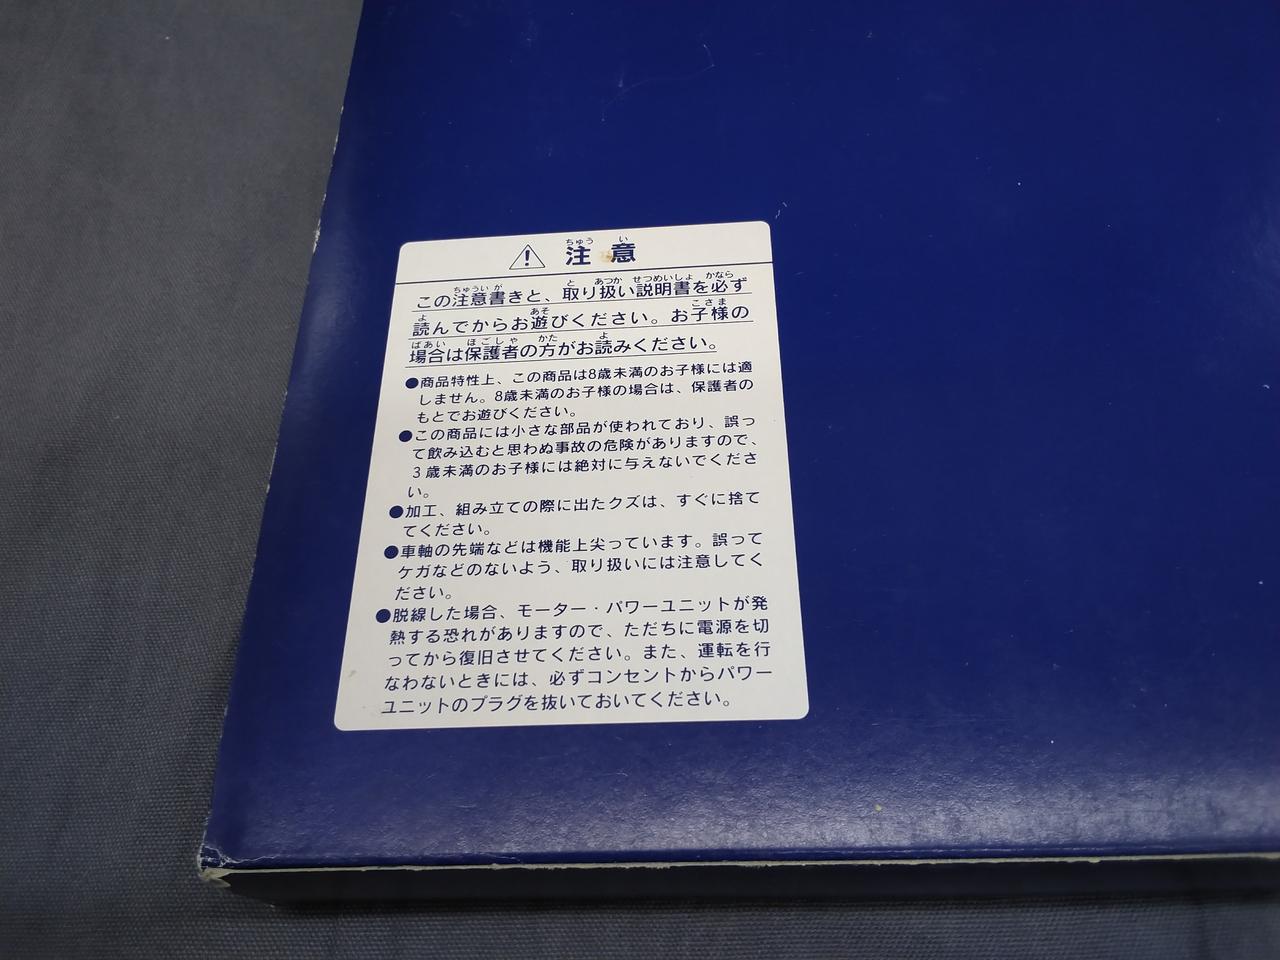 注意
この注意書きと、取り扱い説明書を必ず
読んでからお遊びください。お子様の
場合は保護者の方がお読みください。
●商品特性上、この商品は8歳未満のお子様には適
しません。8歳未満のお子様の場合は、保護者の
もとでお遊びください。
●この商品には小さな部品が使われており、誤っ
て飲み込むと思わぬ事故の危険がありますので、
3歳未満のお子様には絶対に与えないでくださ
い。
●加工、組み立ての際に出たクズは、すぐに捨て
てください。
●車軸の先端などは機能上尖っています。誤って
ケガなどのないよう、取り扱いには注意してく
ださい。
●脱線した場合、モーター・パワーユニットが発
熱する恐れがありますので、ただちに電源を切
ってから復旧させてください。また、運転を行
なわないときには、必ずコンセントからパワー
ユニットのプラグを抜いておいてください。